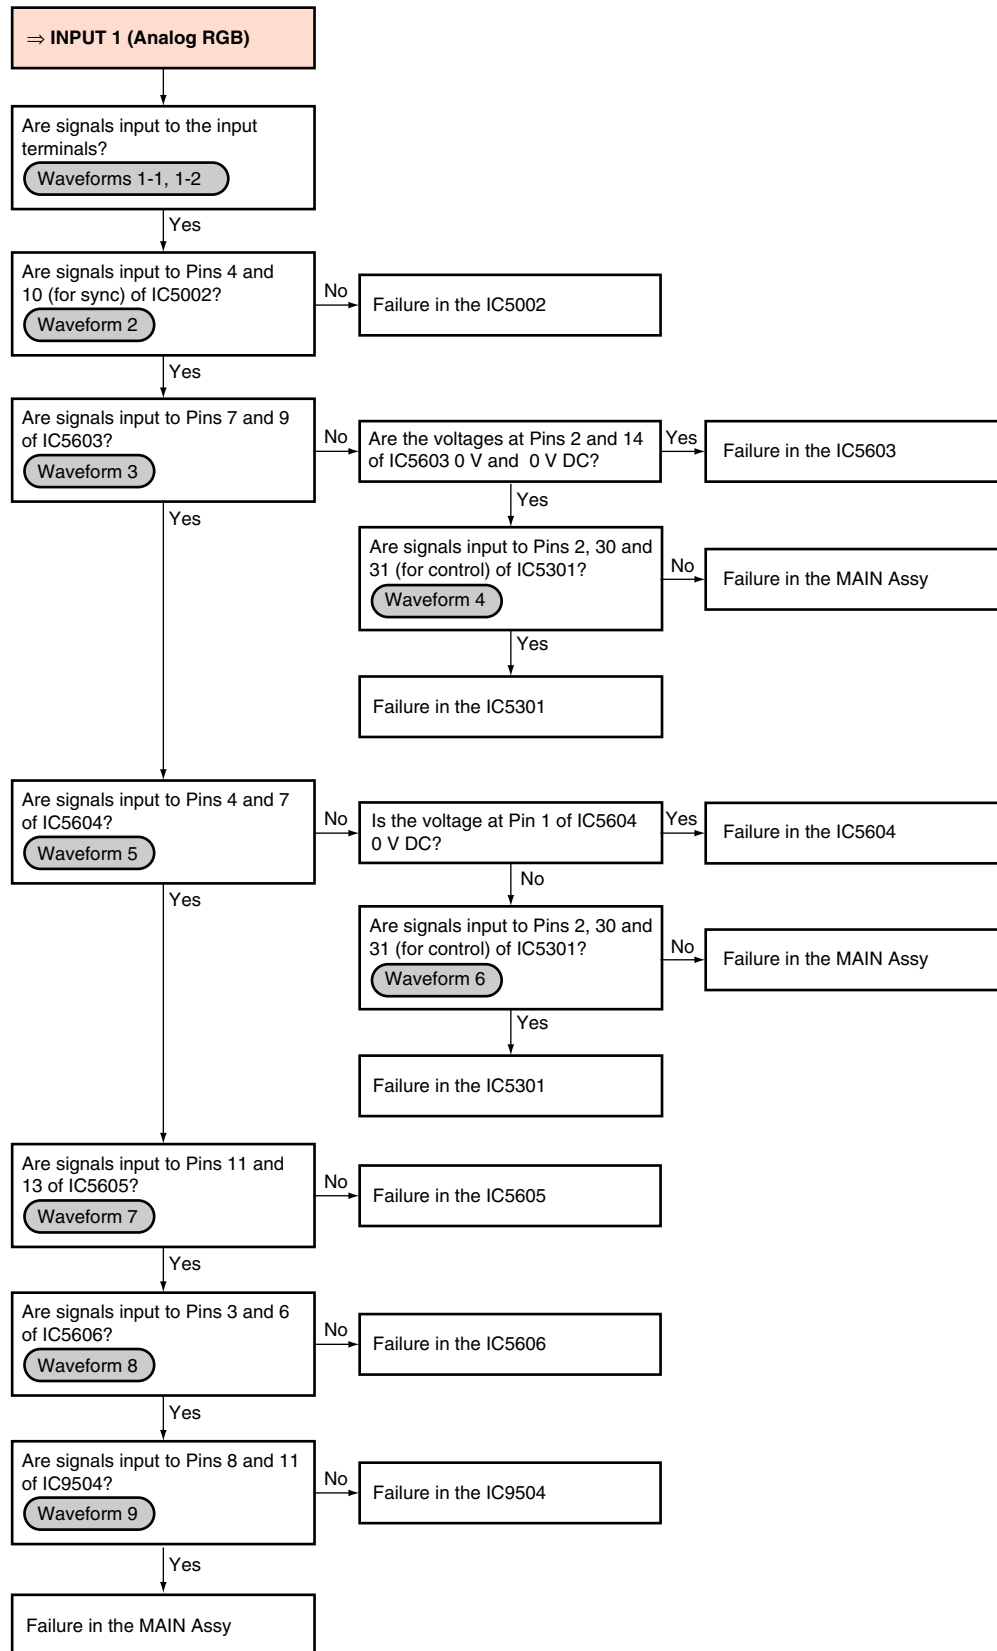 ⇒ INPUT 1 (Analog RGB)
Are signals input to the input
terminals?
Waveforms 1-1, 1-2
Yes
Are signals input to Pins 4 and
10 (for sync) of IC5002?
Waveform 2
No
Failure in the IC5002
Yes
Are signals input to Pins 7 and 9
of IC5603?
Waveform 3
No
Are the voltages at Pins 2 and 14
of IC5603 0 V and 0 V DC?
Yes
Failure in the IC5603
Yes
Are signals input to Pins 2, 30 and
31 (for control) of IC5301?
Waveform 4
No
Failure in the MAIN Assy
Yes
Failure in the IC5301
Yes
Are signals input to Pins 4 and 7
of IC5604?
Waveform 5
No
Is the voltage at Pin 1 of IC5604
0 V DC?
Yes
Failure in the IC5604
No
Are signals input to Pins 2, 30 and
31 (for control) of IC5301?
Waveform 6
No
Failure in the MAIN Assy
Yes
Failure in the IC5301
Yes
Are signals input to Pins 11 and
13 of IC5605?
Waveform 7
No
Failure in the IC5605
Yes
Are signals input to Pins 3 and 6
of IC5606?
Waveform 8
No
Failure in the IC5606
Yes
Are signals input to Pins 8 and 11
of IC9504?
Waveform 9
No
Failure in the IC9504
Yes
Failure in the MAIN Assy